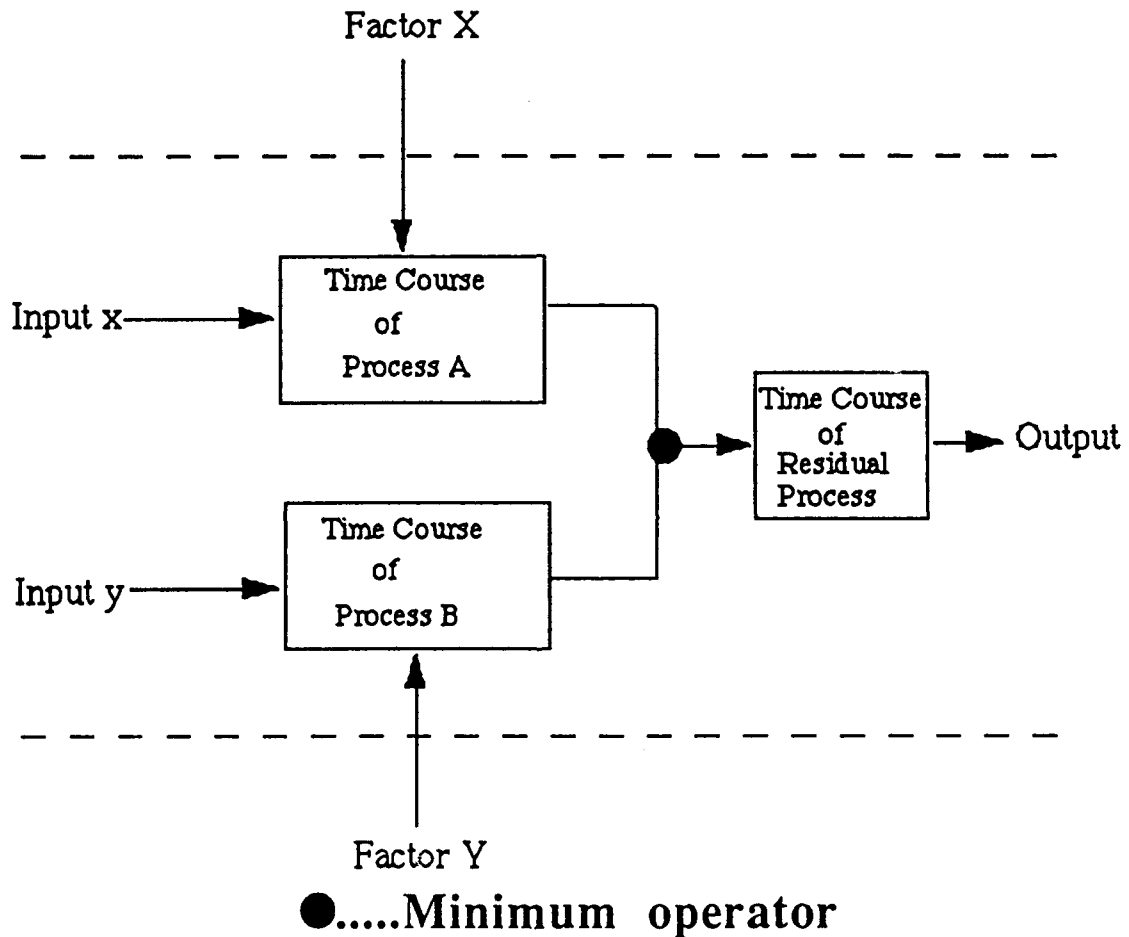 Factor X
Input x
Time Course
of
Process A
Time Course
of
Residual
Process
Output
Input y
Time Course
of
Process B
Factor Y
●.....Minimum operator